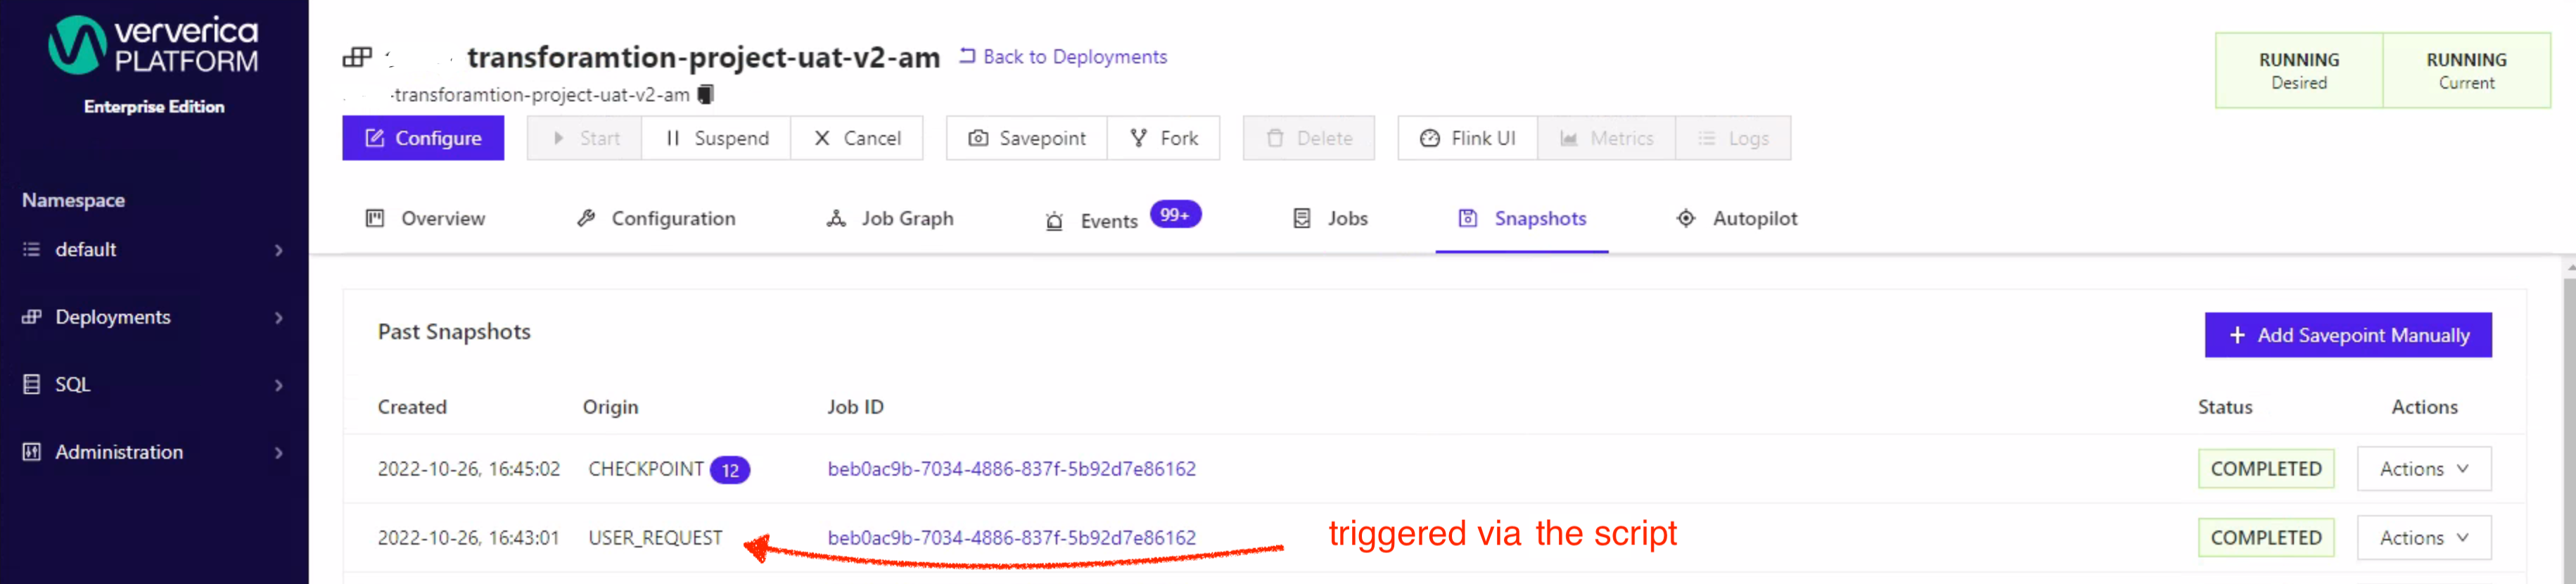 ververica
PLATFORM
Enterprise Edition
Namespace
default
Deployments
SQL
Administration
transforamtion-project-uat-v2-am Back to Deployments
-transforamtion-project-uat-v2-am
RUNNING
Desired
RUNNING
Current
Configure Start Suspend Cancel Savepoint Fork Delete Flink UI Metrics Logs
Overview Configuration Job Graph Events 99+ Jobs Snapshots Autopilot
Past Snapshots
+ Add Savepoint Manually
Created Origin Job ID Status Actions
2022-10-26, 16:45:02 CHECKPOINT 12 beb0ac9b-7034-4886-837f-5b92d7e86162 COMPLETED Actions
2022-10-26, 16:43:01 USER_REQUEST beb0ac9b-7034-4886-837f-5b92d7e86162 triggered via the script COMPLETED Actions